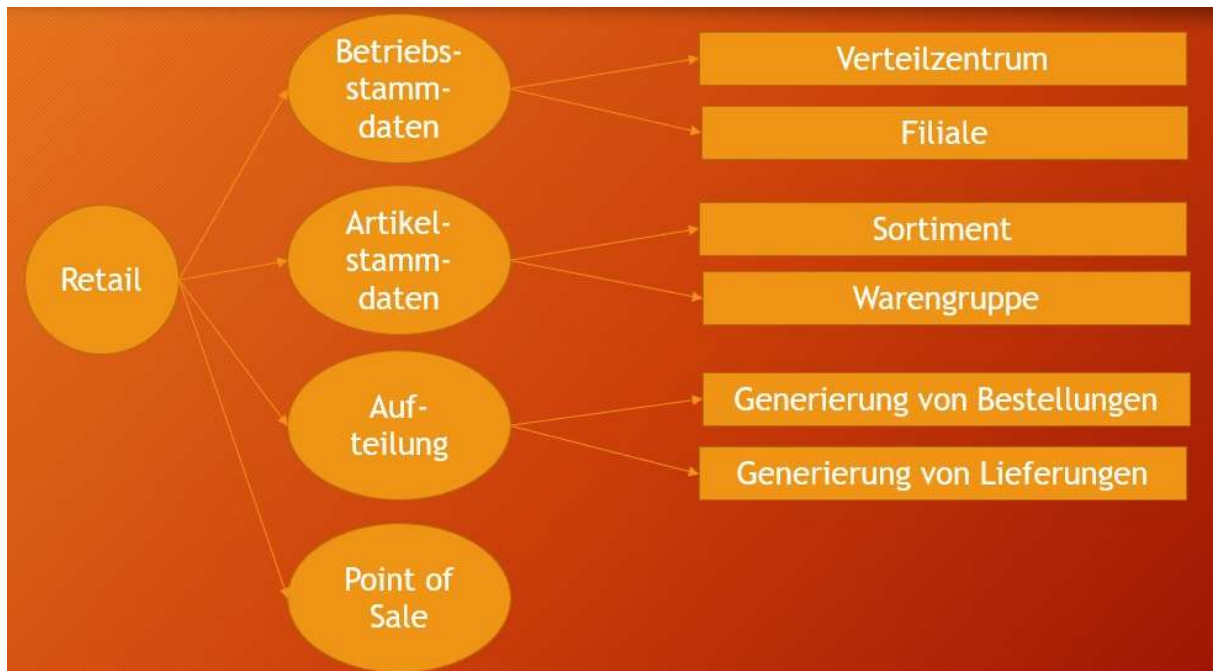 Retail
Betriebs-
stamm-
daten
Verteilzentrum
Filiale
Artikel-
stamm-
daten
Sortiment
Warengruppe
Auf-
teilung
Generierung von Bestellungen
Generierung von Lieferungen
Point of
Sale